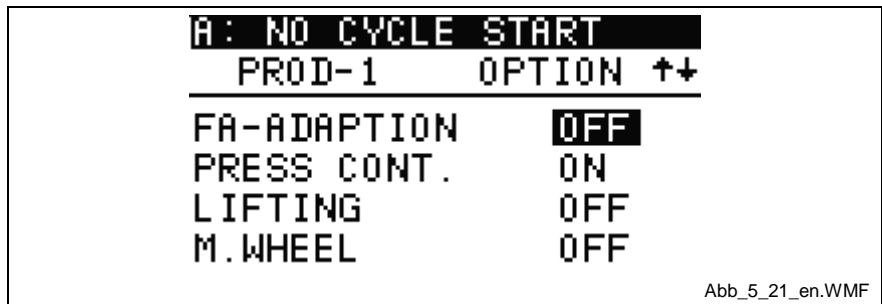 A: NO CYCLE START
PROD-1 OPTION ↑↓
FA-ADAPTION OFF
PRESS CONT. ON
LIFTING OFF
M.WHEEL OFF
Abb_5_21_en.WMF